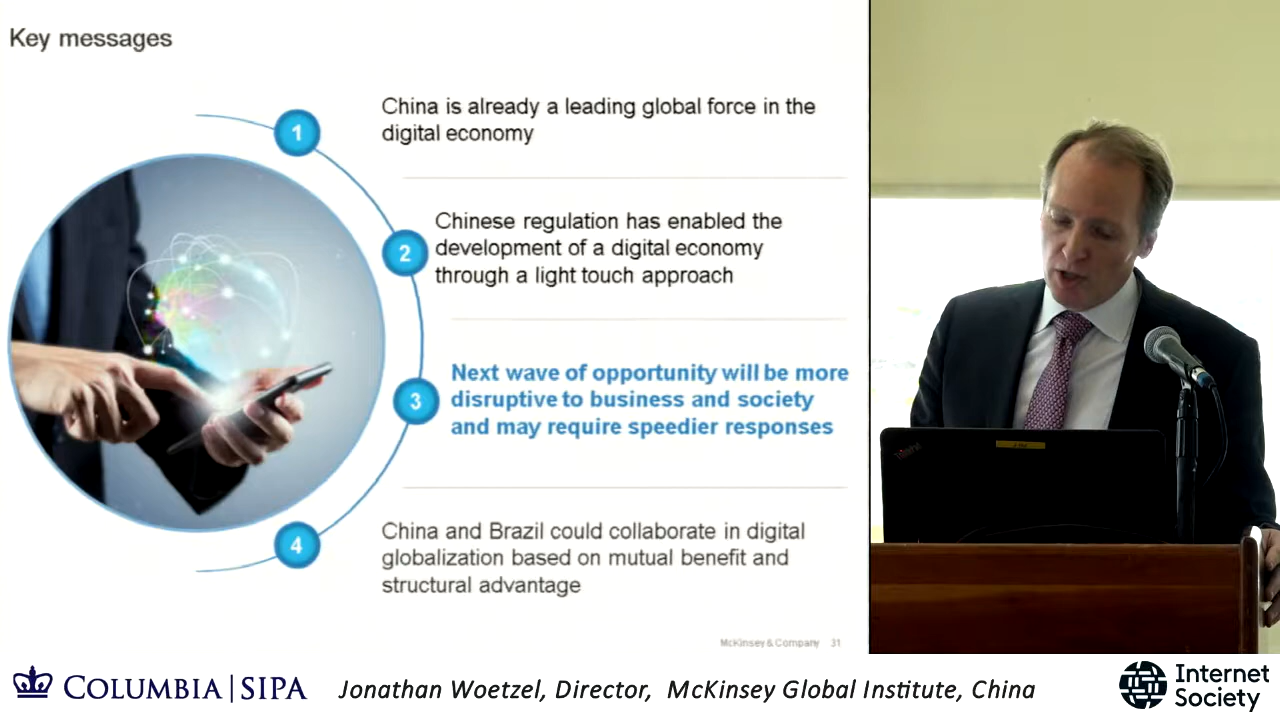 Key messages
1
China is already a leading global force in the
digital economy
2
Chinese regulation has enabled the
development of a digital economy
through a light touch approach
3
Next wave of opportunity will be more
disruptive to business and society
and may require speedier responses
4
China and Brazil could collaborate in digital
globalization based on mutual benefit and
structural advantage
McKinsey & Company 31
COLUMBIA | SIPA
Jonathan Woetzel, Director, McKinsey Global Institute, China
Internet
Society